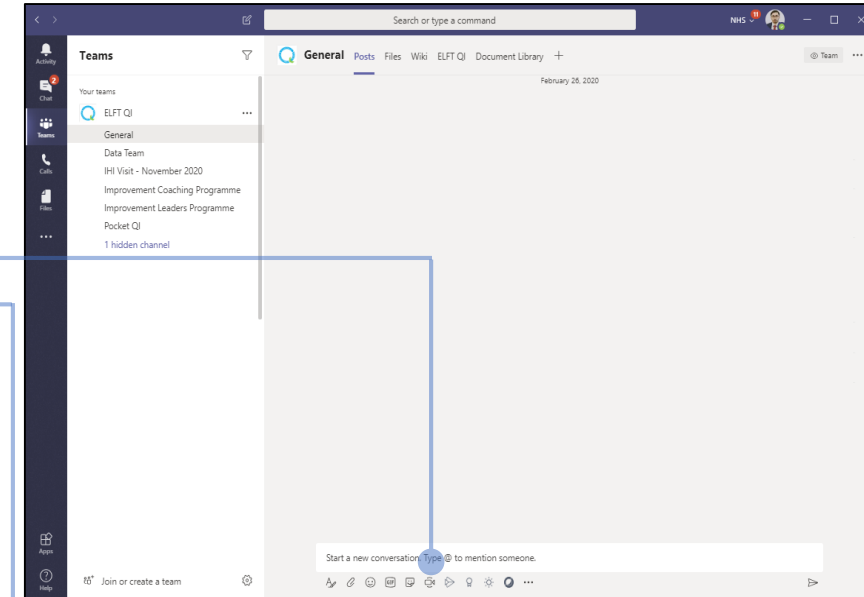 Search or type a command
NHS
11
Activity
2
Chat
Teams
Calls
Files
Apps
Help
Teams
Your teams
ELFT QI
General
Data Team
IHI Visit - November 2020
Improvement Coaching Programme
Improvement Leaders Programme
Pocket QI
1 hidden channel
Join or create a team
General Posts Files Wiki ELFT QI Document Library
Team
February 26, 2020
Start a new conversation. Type @ to mention someone.
GIF